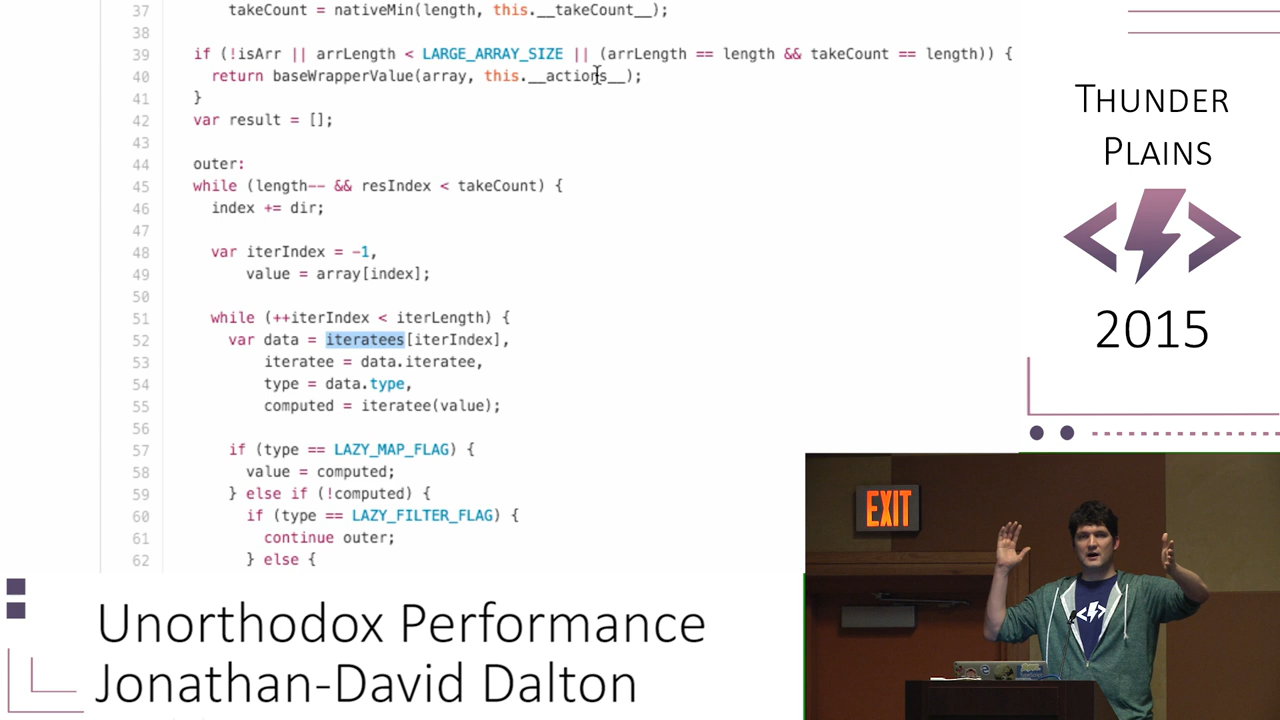 37 takeCount = nativeMin(length, this.__takeCount__);
38
39 if (!isArr || arrLength < LARGE_ARRAY_SIZE || (arrLength == length && takeCount == length)) {
40 return baseWrapperValue(array, this.__actions__);
41 }
42 var result = [];
43
44 outer:
45 while (length-- && resIndex < takeCount) {
46 index += dir;
47
48 var iterIndex = -1,
49 value = array[index];
50
51 while (++iterIndex < iterLength) {
52 var data = iteratees[iterIndex],
53 iteratee = data.iteratee,
54 type = data.type,
55 computed = iteratee(value);
56
57 if (type == LAZY_MAP_FLAG) {
58 value = computed;
59 } else if (!computed) {
60 if (type == LAZY_FILTER_FLAG) {
61 continue outer;
62 } else {
THUNDER
PLAINS
2015
EXIT
Unorthodox Performance
Jonathan-David Dalton